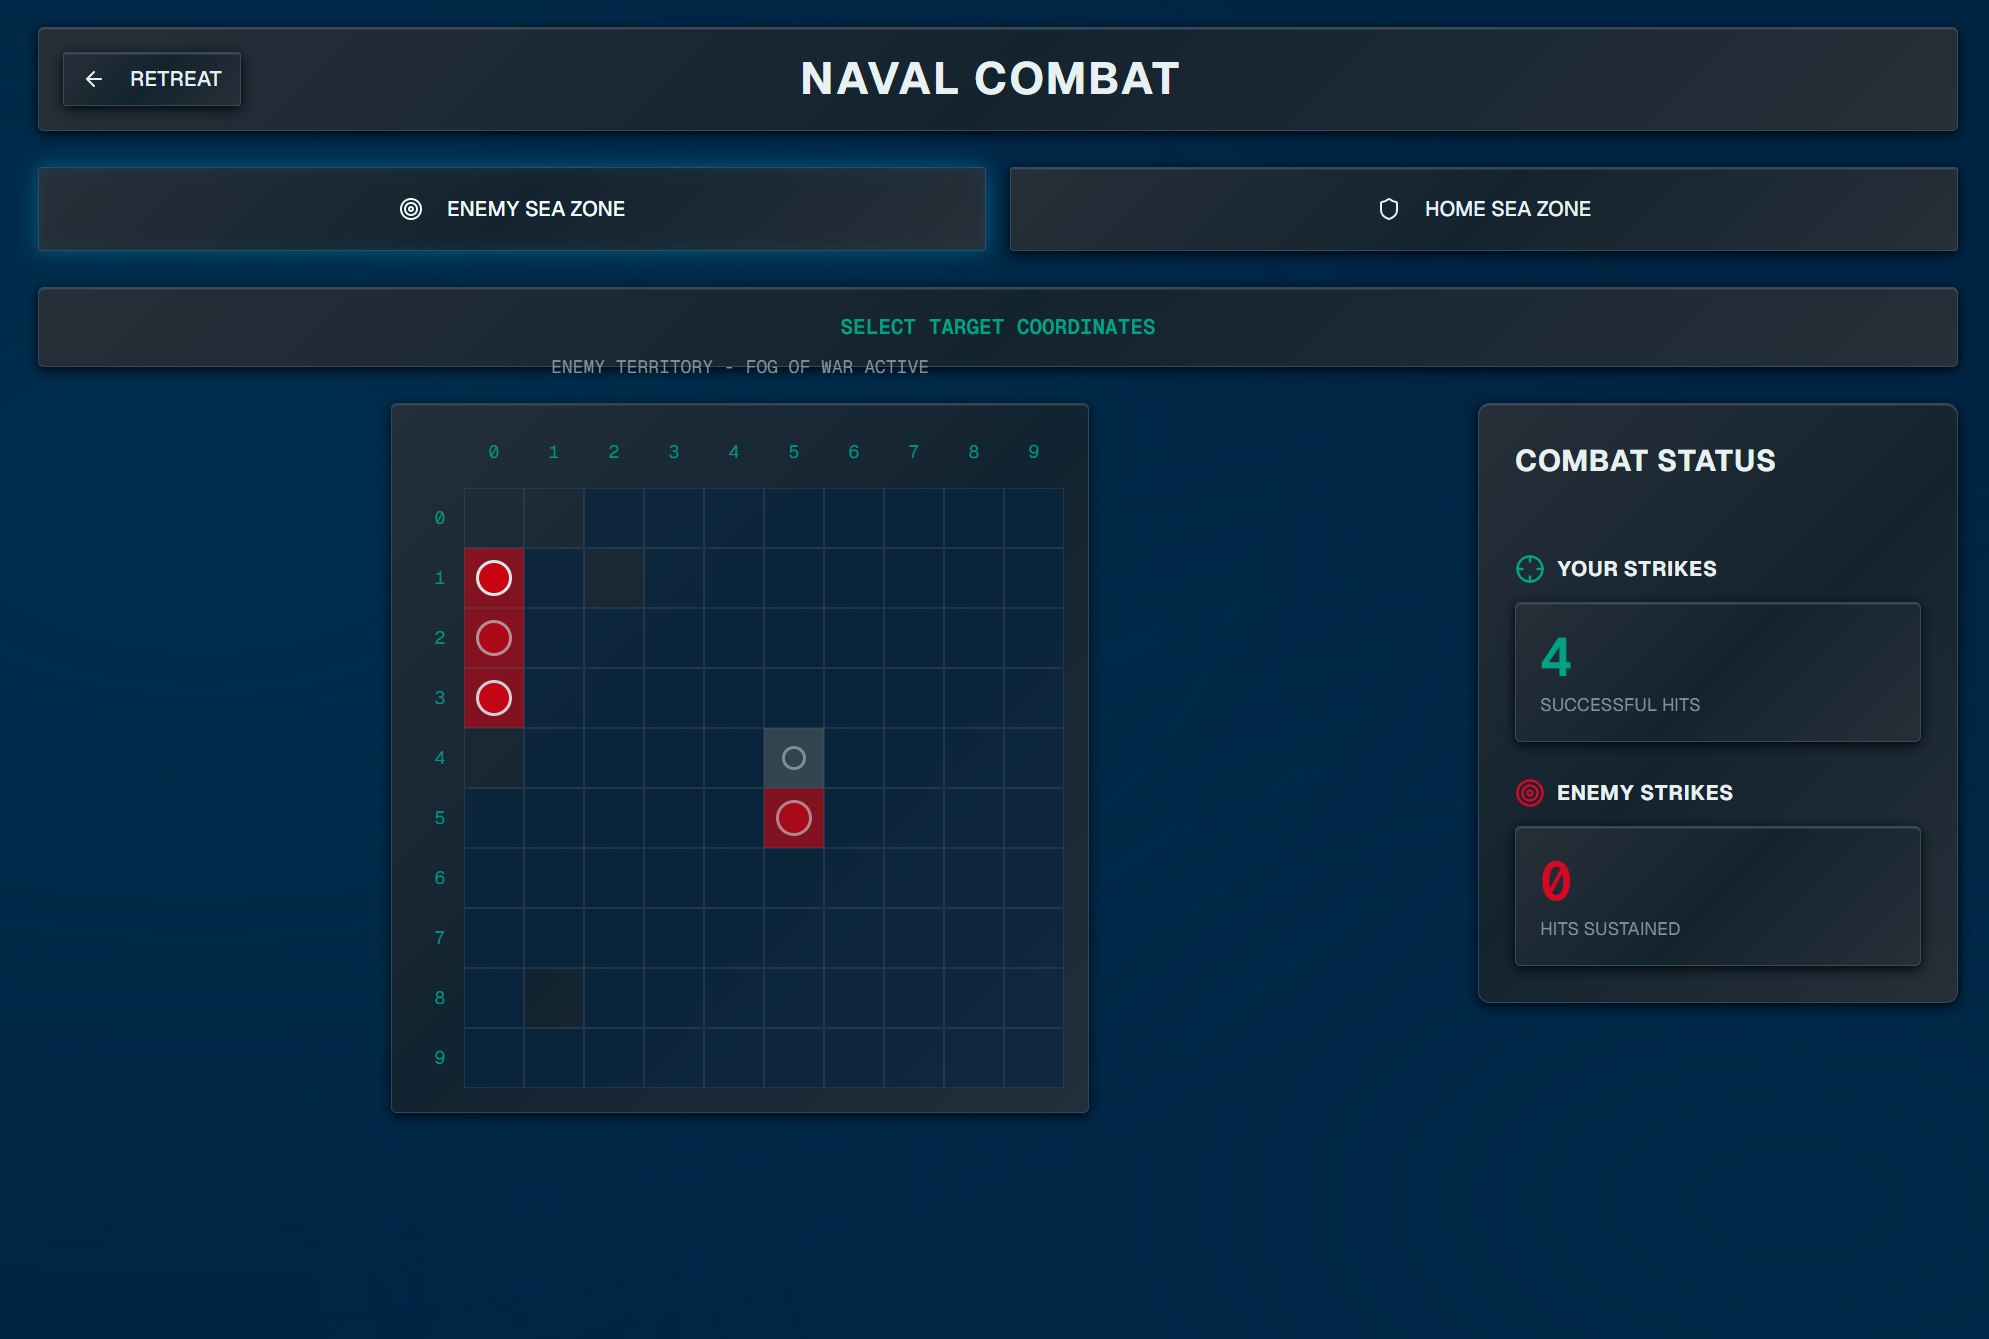 RETREAT
NAVAL COMBAT
ENEMY SEA ZONE
HOME SEA ZONE
SELECT TARGET COORDINATES
ENEMY TERRITORY - FOG OF WAR ACTIVE
0 1 2 3 4 5 6 7 8 9
0
1
2
3
4
5
6
7
8
9
COMBAT STATUS
YOUR STRIKES
4
SUCCESSFUL HITS
ENEMY STRIKES
0
HITS SUSTAINED